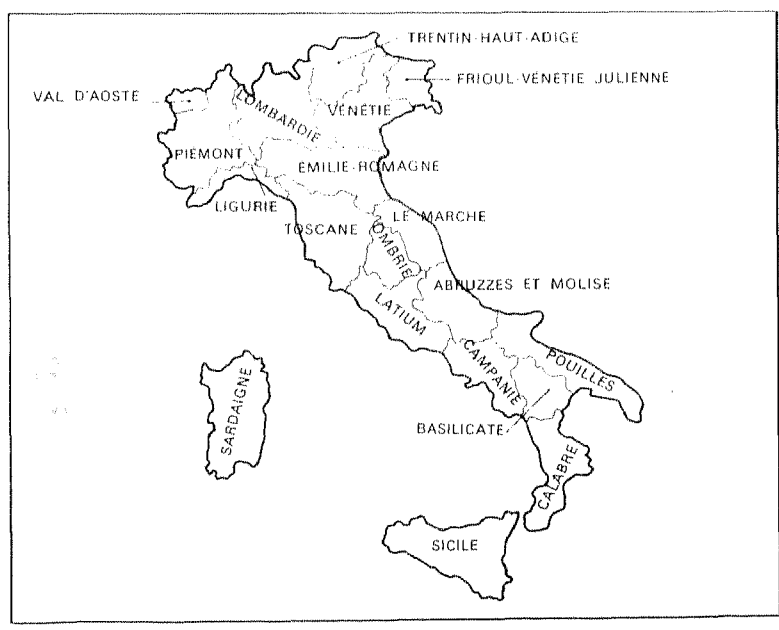 TRENTIN-HAUT-ADIGE
FRIOUL-VÉNÉTIE JULIENNE
VAL D'AOSTE
LOMBARDIE
VÉNÉTIE
PIÉMONT
ÉMILIE-ROMAGNE
LIGURIE
LE MARCHE
TOSCANE
OMBRIE
ABRUZZES ET MOLISE
LATIUM
CAMPANIE
POUILLES
SARDAIGNE
BASILICATE
CALABRE
SICILE